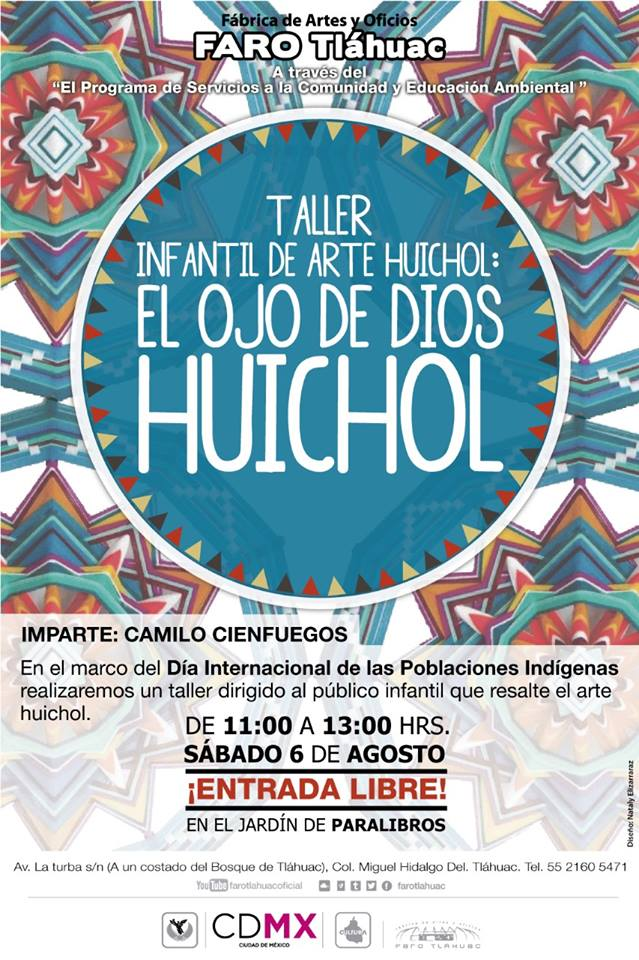 Fábrica de Artes y Oficios
FARO Tláhuac
A través del
"El Programa de Servicios a la Comunidad y Educación Ambiental "
TALLER
INFANTIL DE ARTE HUICHOL:
EL OJO DE DIOS
HUICHOL
IMPARTE: CAMILO CIENFUEGOS
En el marco del Día Internacional de las Poblaciones Indígenas
realizaremos un taller dirigido al público infantil que resalte el arte
huichol.
DE 11:00 A 13:00 HRS.
SÁBADO 6 DE AGOSTO
¡ENTRADA LIBRE!
EN EL JARDÍN DE PARALIBROS
Diseño: Nataly Elizarraraz
Av. La turba s/n (A un costado del Bosque de Tláhuac), Col. Miguel Hidalgo Del. Tláhuac. Tel. 55 2160 5471
YouTube farotlahuacoficial farotlahuac
CDMX
CIUDAD DE MÉXICO
CULTURA
FARO TLAHUAC